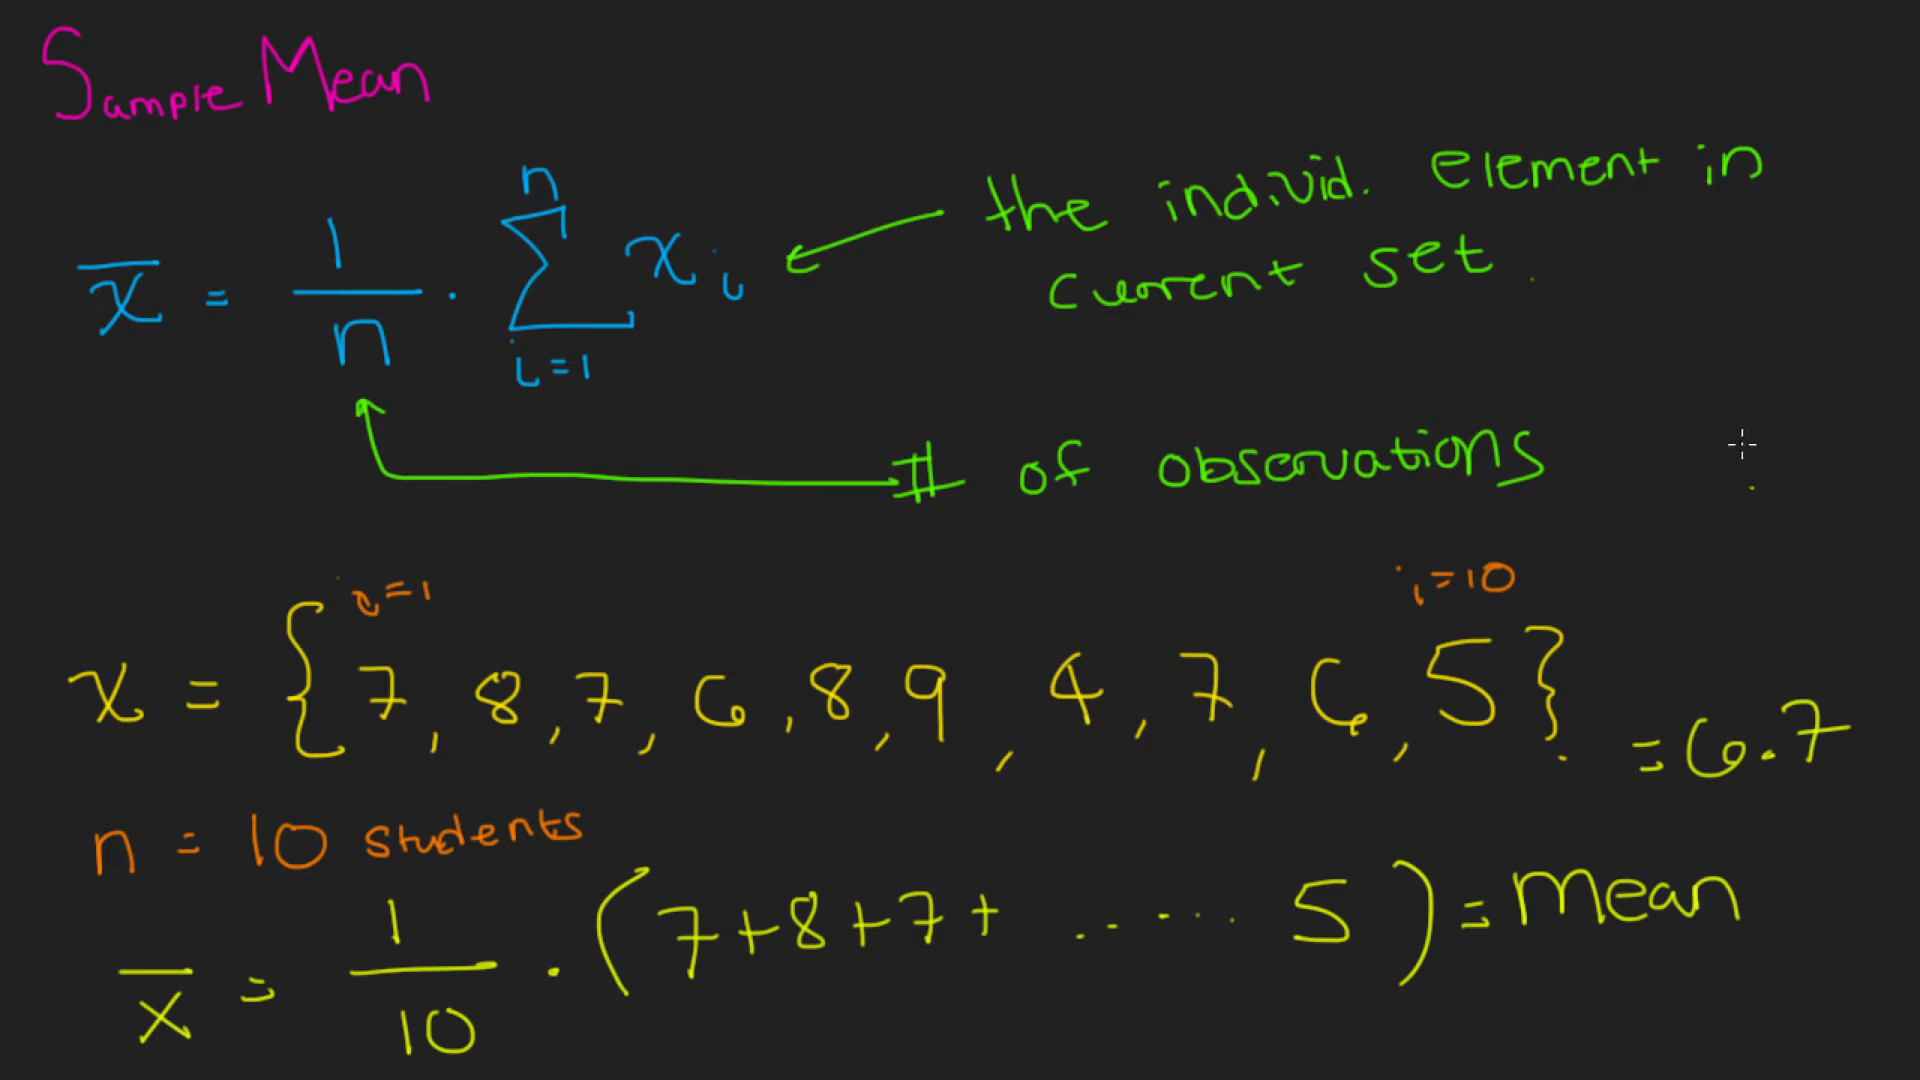 Sample Mean
x̄ = 1/n · n Σ i=1 xᵢ ← the individ. element in
current set.
# of observations
i=1 i=10
x = {7, 8, 7, 6, 8, 9, 4, 7, 6, 5} = 6.7
n = 10 students
x̄ = 1/10 · (7+8+7+ ...... 5) = Mean